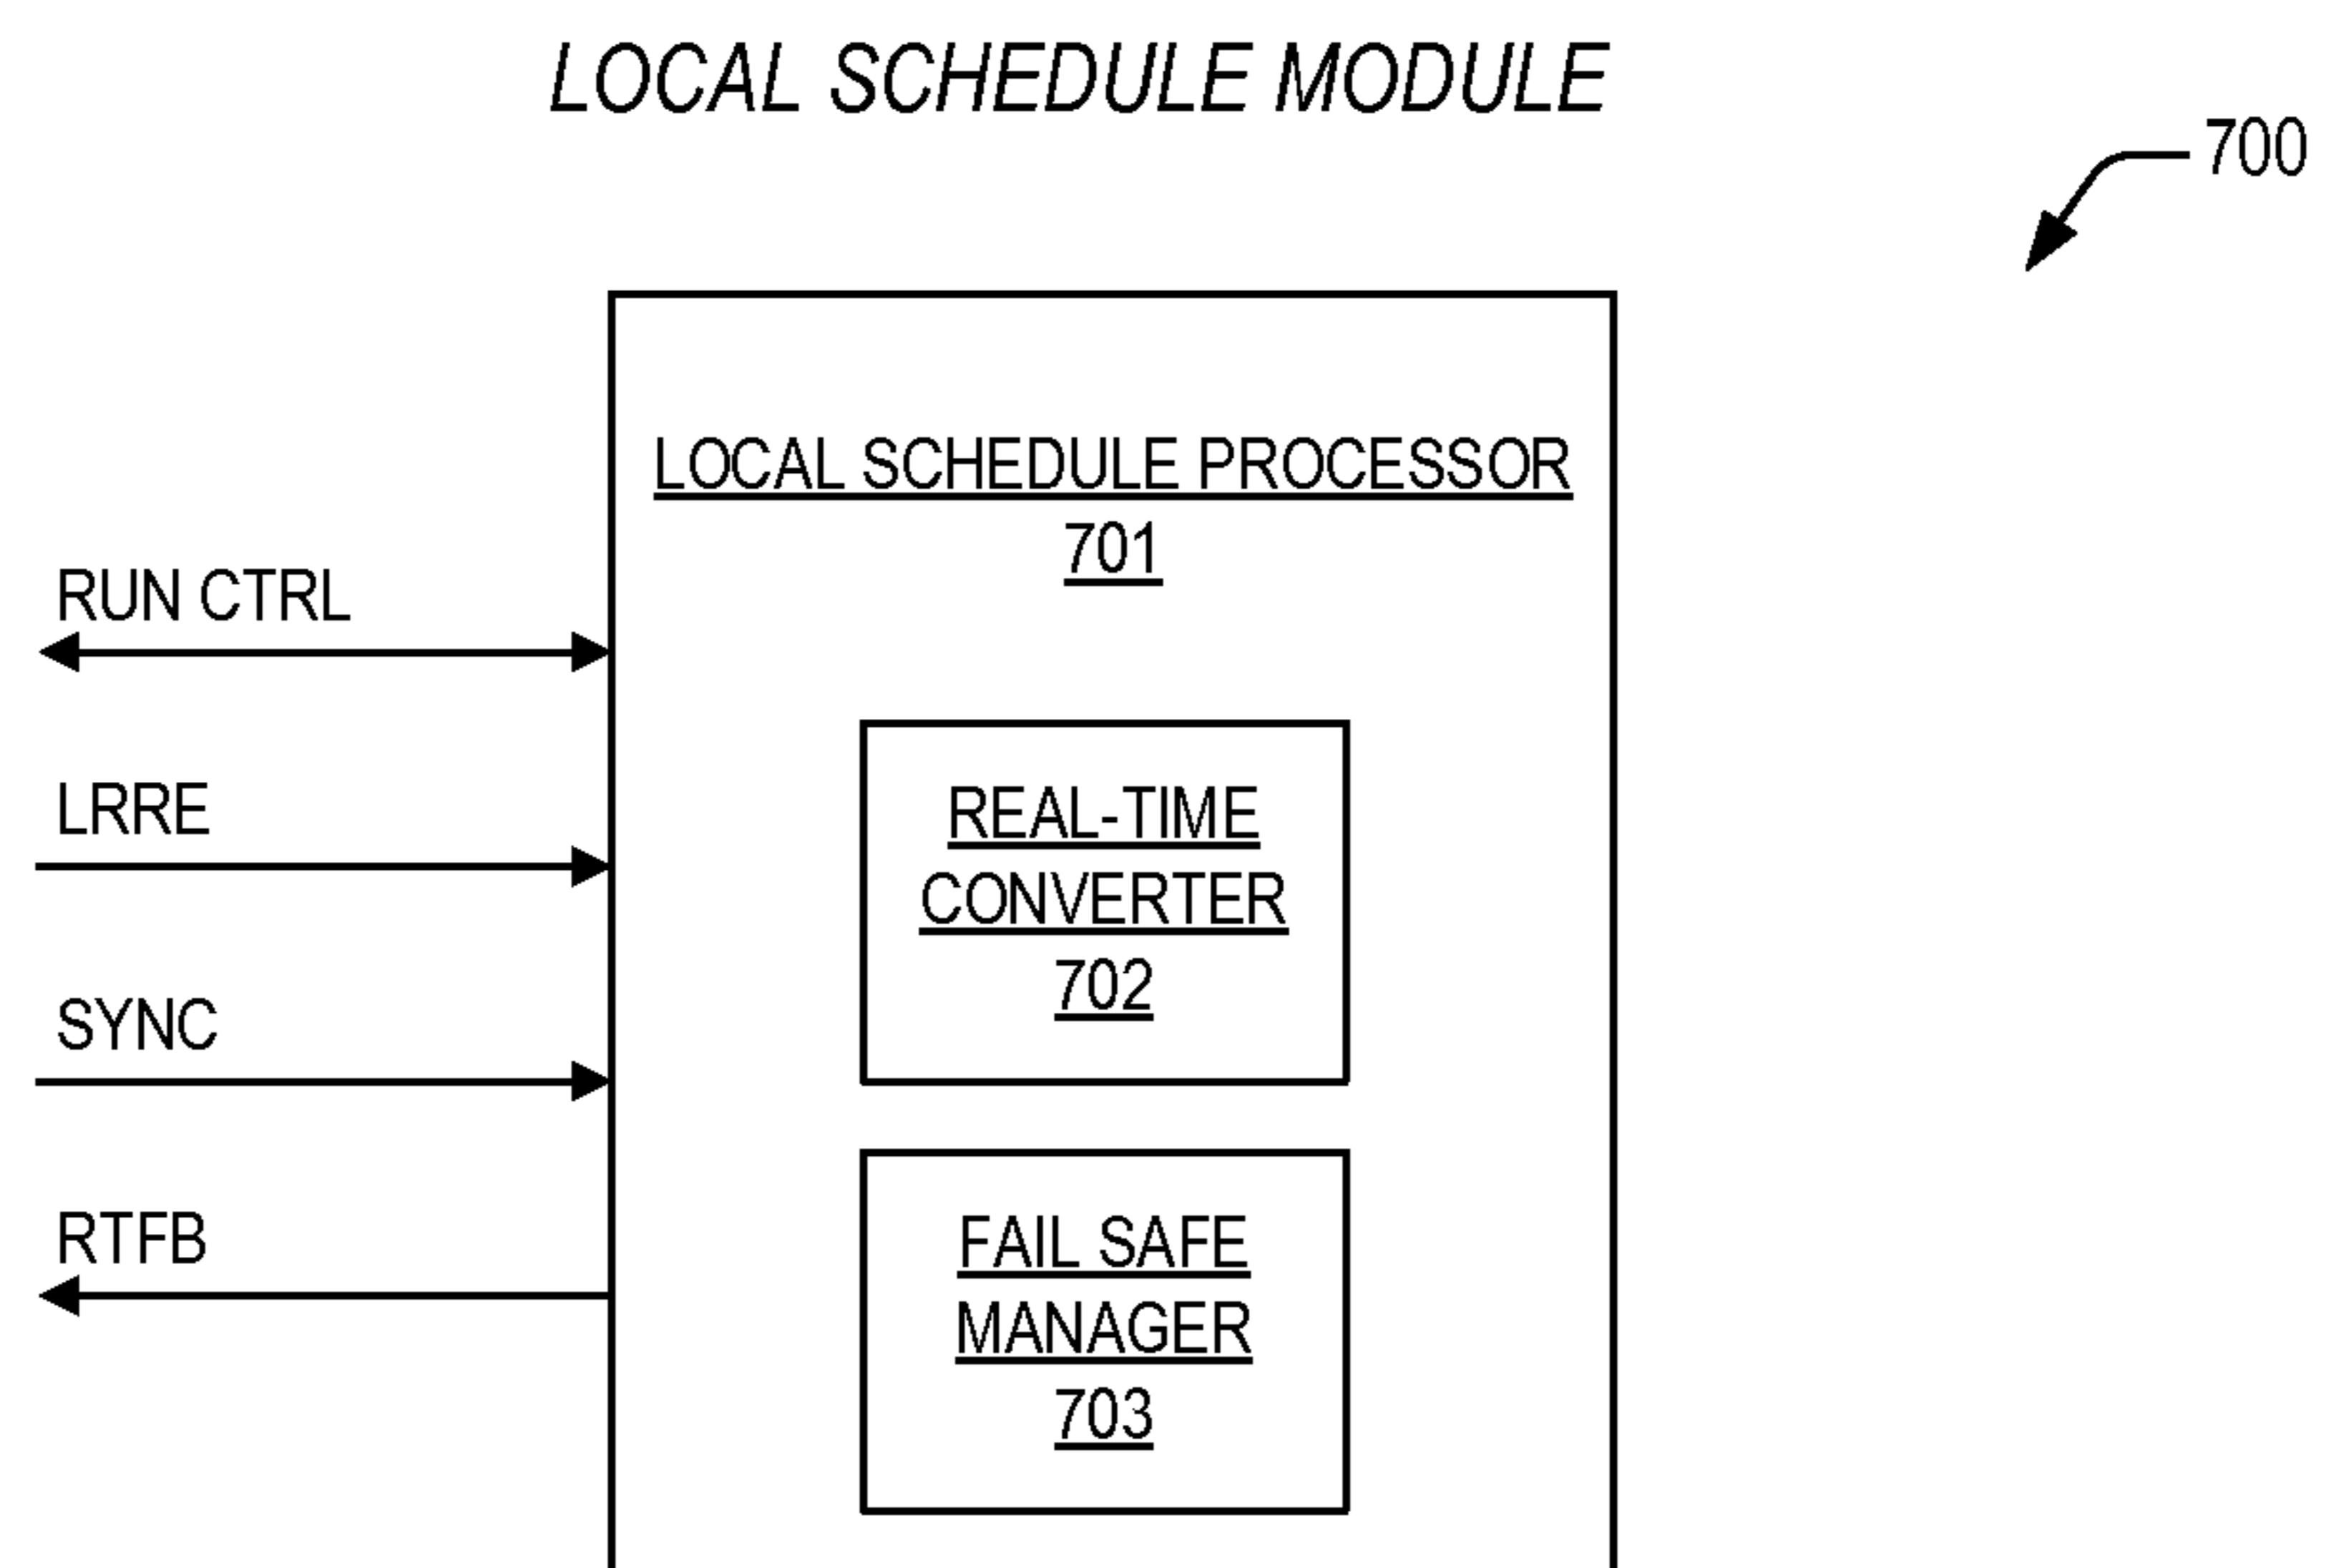 LOCAL SCHEDULE MODULE
700
LOCAL SCHEDULE PROCESSOR
701
RUN CTRL
LRRE
SYNC
RTFB
REAL-TIME
CONVERTER
702
FAIL SAFE
MANAGER
703